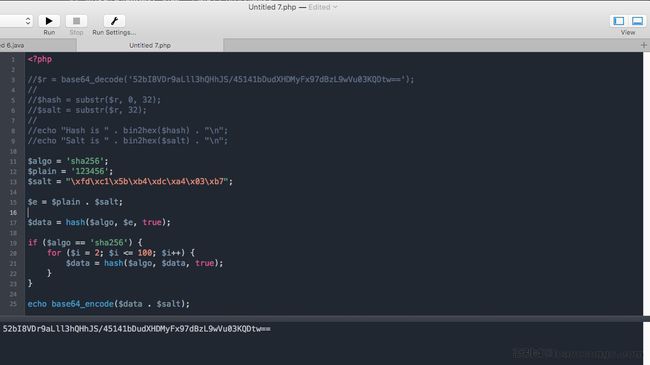 Untitled 7.php — Edited
Run
Stop
Run Settings...
View
ed 6.java
Untitled 7.php
1 <?php
2
3 //$r = base64_decode('52bI8VDr9aLll3hQHhJS/45141bDudXHDMyFx97dBzL9wVu03KQDtw==');
4 //
5 //$hash = substr($r, 0, 32);
6 //$salt = substr($r, 32);
7 //
8 //echo "Hash is " . bin2hex($hash) . "\n";
9 //echo "Salt is " . bin2hex($salt) . "\n";
10
11 $algo = 'sha256';
12 $plain = '123456';
13 $salt = "\xfd\xc1\x5b\xb4\xdc\xa4\x03\xb7";
14
15 $e = $plain . $salt;
16
17 $data = hash($algo, $e, true);
18
19 if ($algo == 'sha256') {
20 for ($i = 2; $i <= 100; $i++) {
21 $data = hash($algo, $data, true);
22 }
23 }
24
25 echo base64_encode($data . $salt);
52bI8VDr9aLll3hQHhJS/45141bDudXHDMyFx97dBzL9wVu03KQDtw==